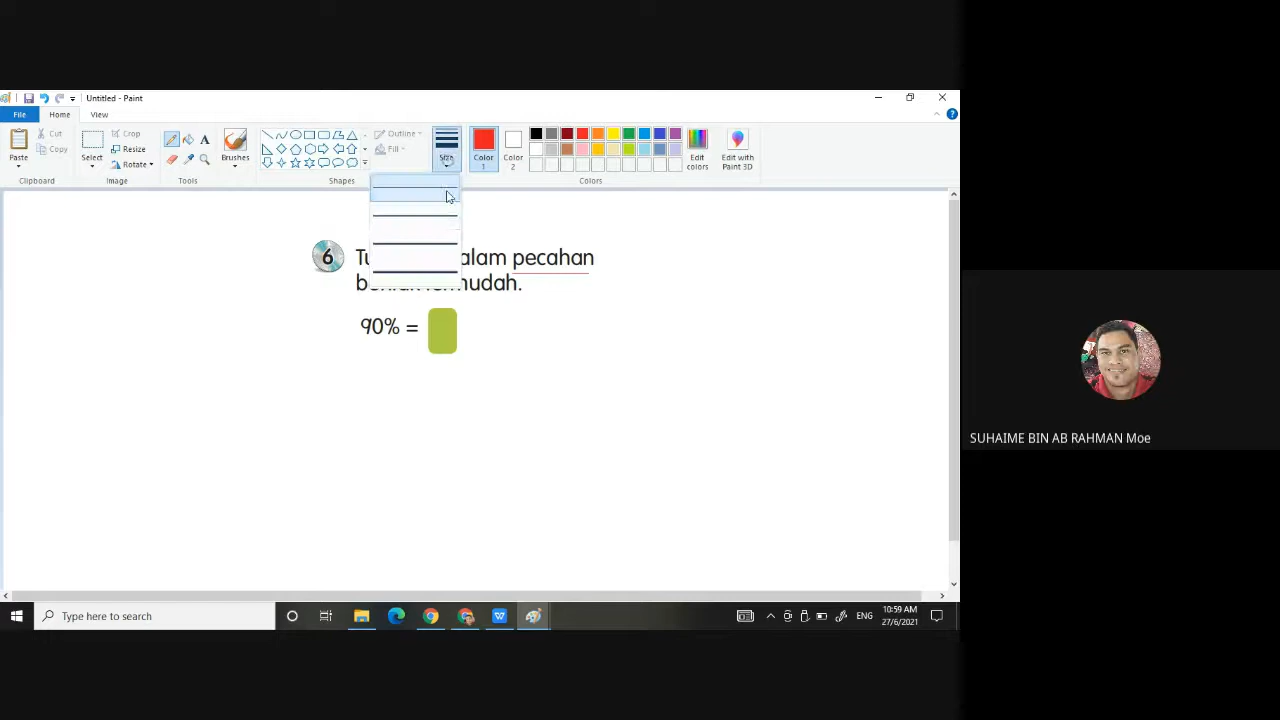 Untitled - Paint
File
Home
View
Paste
Cut
Copy
Clipboard
Select
Crop
Resize
Rotate
Image
Tools
Brushes
Shapes
Outline
Fill
Size
Color
1
Color
2
Colors
Edit
colors
Edit with
Paint 3D
6
alam pecahan
mudah.
90% =
SUHAIME BIN AB RAHMAN Moe
Type here to search
ENG
10:59 AM
27/6/2021